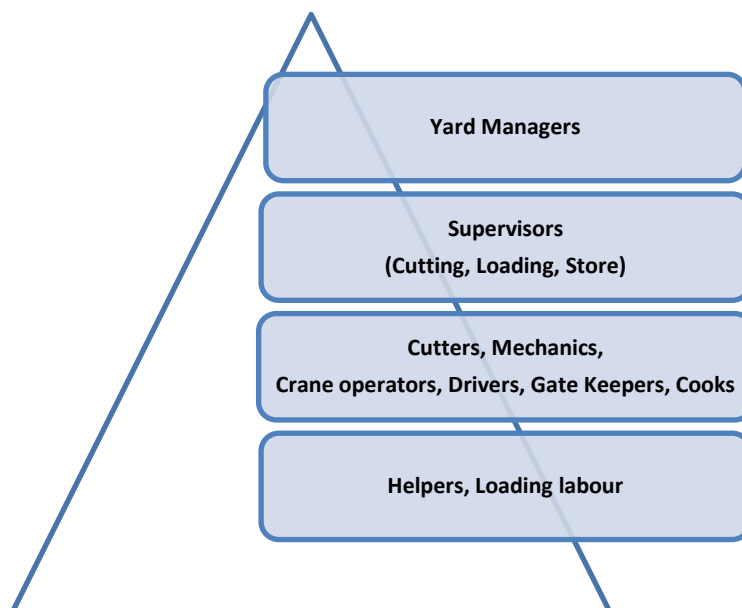 Yard Managers
Supervisors
(Cutting, Loading, Store)
Cutters, Mechanics,
Crane operators, Drivers, Gate Keepers, Cooks
Helpers, Loading labour